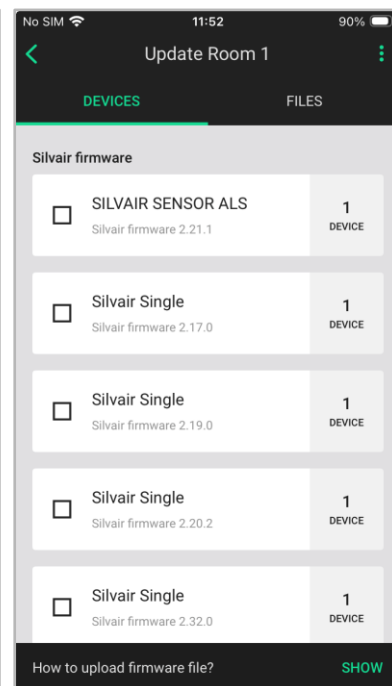 No SIM 11:52 90%
Update Room 1
DEVICES FILES
Silvair firmware
SILVAIR SENSOR ALS
Silvair firmware 2.21.1
1
DEVICE
Silvair Single
Silvair firmware 2.17.0
1
DEVICE
Silvair Single
Silvair firmware 2.19.0
1
DEVICE
Silvair Single
Silvair firmware 2.20.2
1
DEVICE
Silvair Single
Silvair firmware 2.32.0
1
DEVICE
How to upload firmware file? SHOW